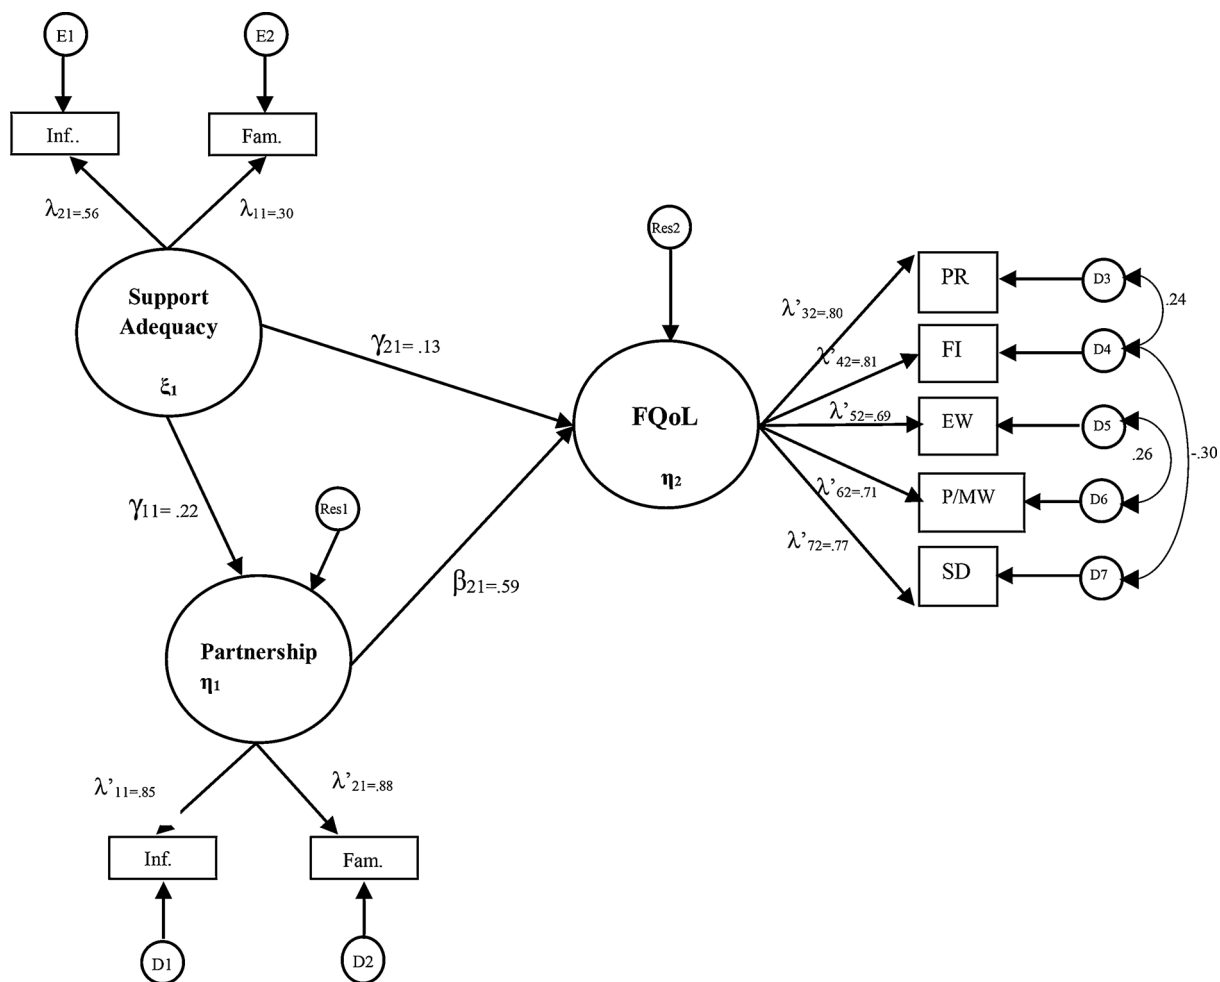 E1
E2
Inf..
Fam.
λ21=.56
λ11=.30
Support
Adequacy
ξ1
γ21= .13
Res2
FQoL
η2
γ11= .22
Res1
β21=.59
Partnership
η1
λ'11=.85
λ'21=.88
Inf.
Fam.
D1
D2
λ'32=.80
λ'42=.81
λ'52=.69
λ'62=.71
λ'72=.77
PR
D3
.24
FI
D4
EW
D5
.26
-.30
P/MW
D6
SD
D7